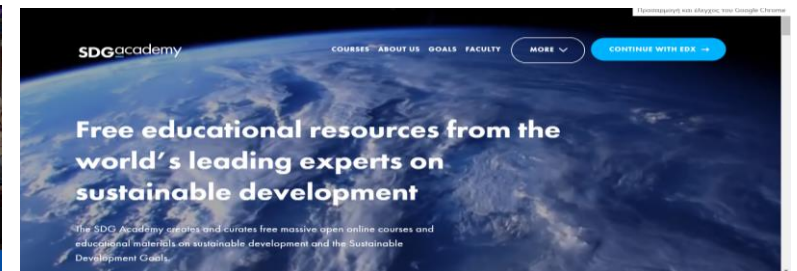 Προσαρμογή και έλεγχος του Google Chrome
SDGacademy
COURSES ABOUT US GOALS FACULTY MORE CONTINUE WITH EDX →
Free educational resources from the
world's leading experts on
sustainable development
The SDG Academy creates and curates free massive open online courses and
educational materials on sustainable development and the Sustainable
Development Goals.